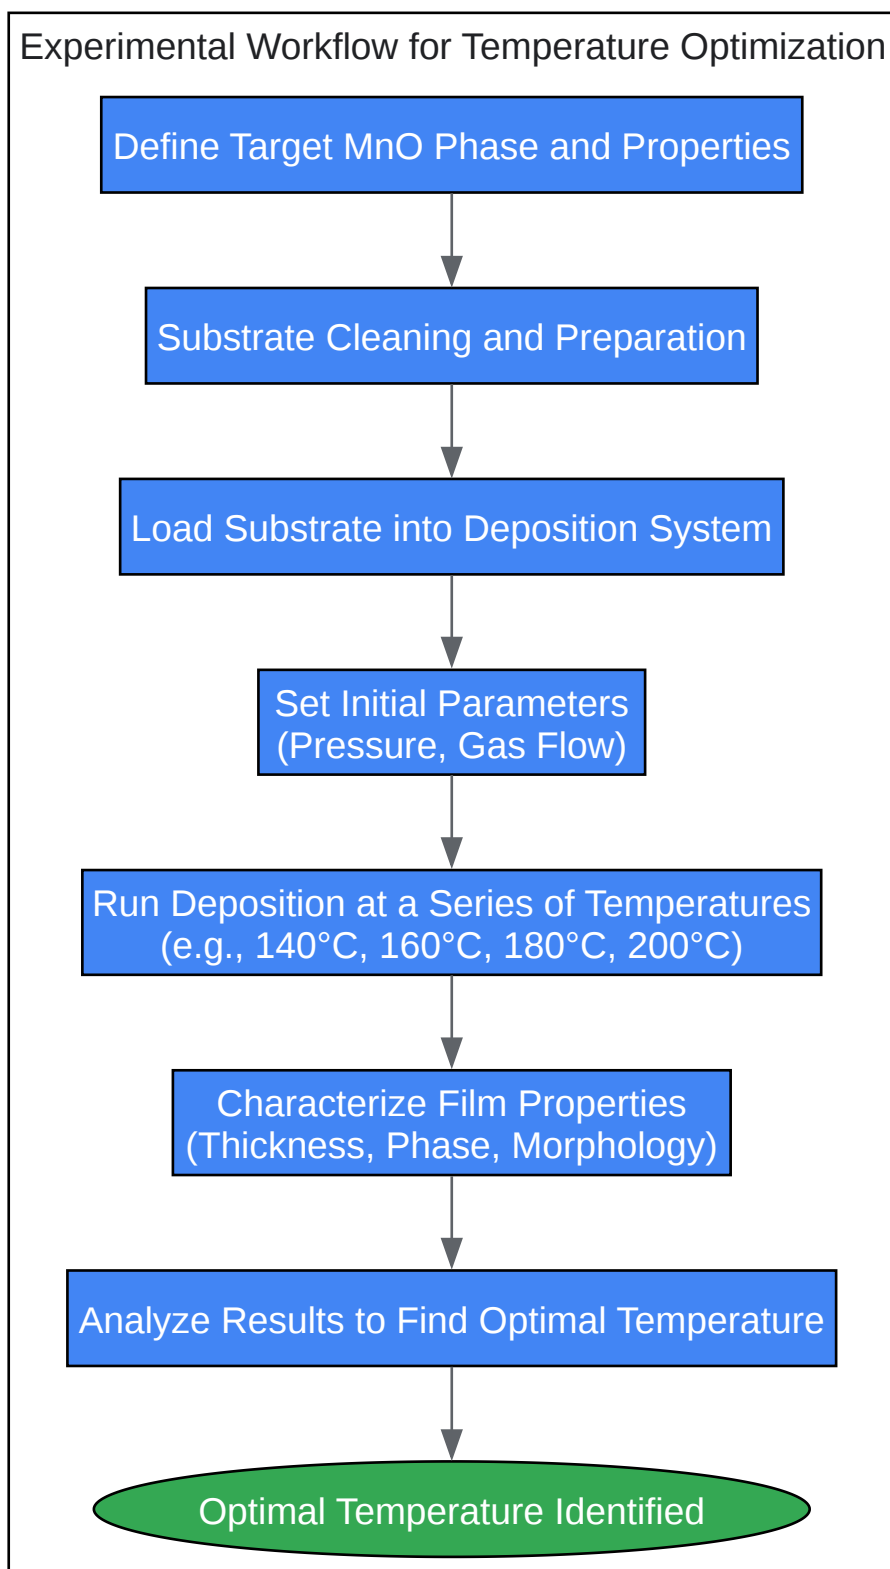 Experimental Workflow for Temperature Optimization
Define Target MnO Phase and Properties
Substrate Cleaning and Preparation
Load Substrate into Deposition System
Set Initial Parameters
(Pressure, Gas Flow)
Run Deposition at a Series of Temperatures
(e.g., 140°C, 160°C, 180°C, 200°C)
Characterize Film Properties
(Thickness, Phase, Morphology)
Analyze Results to Find Optimal Temperature
Optimal Temperature Identified